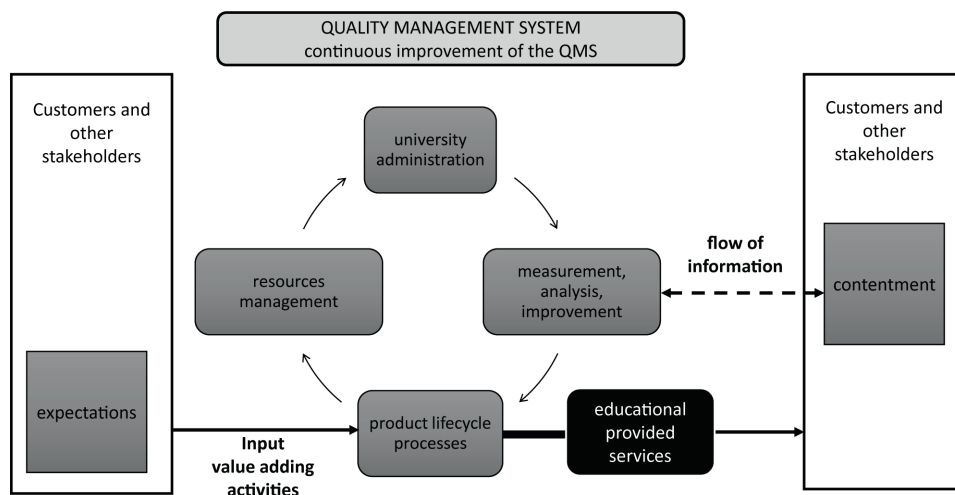 QUALITY MANAGEMENT SYSTEM
continuous improvement of the QMS
Customers and
other
stakeholders
expectations
university
administration
resources
management
measurement,
analysis,
improvement
product lifecycle
processes
Input
value adding
activities
educational
provided
services
flow of
information
Customers and
other
stakeholders
contentment